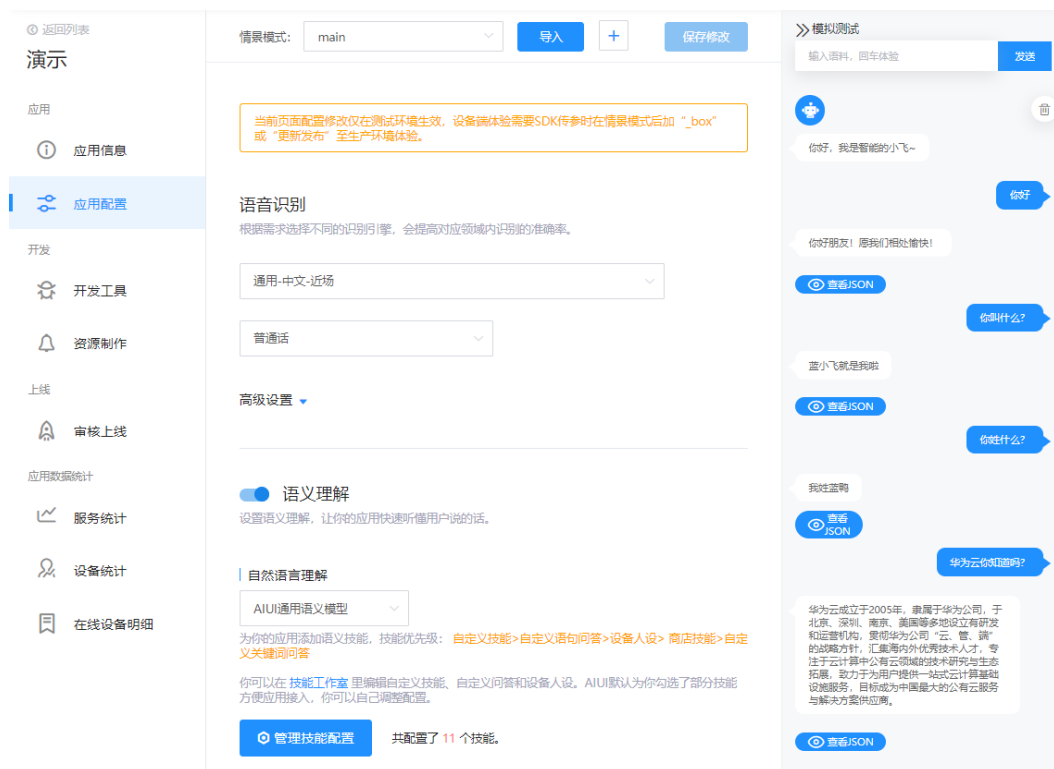 返回列表
演示
应用
应用信息
应用配置
开发
开发工具
资源制作
上线
审核上线
应用数据统计
服务统计
设备统计
在线设备明细
情景模式:
main
导入
+
保存修改
当前页面配置修改仅在测试环境生效，设备端体验需要SDK传参时在情景模式后加“_box”
或“更新发布”至生产环境体验。
语音识别
根据需求选择不同的识别引擎，会提高对应领域内识别的准确率。
通用-中文-近场
普通话
高级设置
语义理解
设置语义理解，让你的应用快速听懂用户说的话。
自然语言理解
AIUI通用语义模型
为你的应用添加语义技能，技能优先级： 自定义技能>自定义语句问答>设备人设> 商店技能>自定
义关键词问答
你可以在 技能工作室 里编辑自定义技能、自定义问答和设备人设。AIUI默认为你勾选了部分技能
方便应用接入，你可以自己调整配置。
管理技能配置
共配置了 11 个技能。
模拟测试
输入语料，回车体验
发送
你好，我是智能的小飞~
你好
你好朋友！愿我们相处愉快！
查看JSON
你叫什么?
蓝小飞就是我啦
查看JSON
你姓什么?
我姓蓝鸭
查看
JSON
华为云你知道吗?
华为云成立于2005年，隶属于华为公司，于
北京、深圳、南京、美国等多地设立有研发
和运营机构，贯彻华为公司“云、管、端”
的战略方针，汇集海内外优秀技术人才，专
注于云计算中公有云领域的技术研究与生态
拓展，致力于为用户提供一站式云计算基础
设施服务，目标成为中国最大的公有云服务
与解决方案供应商。
查看JSON